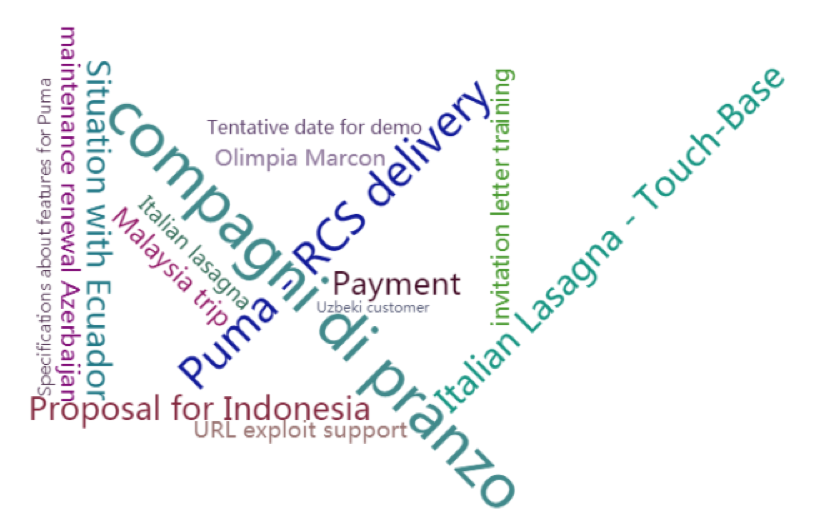 maintenance renewal Azerbaijan
Specifications about features for Puma
Situation with Ecuador
compagni di pranzo
Tentative date for demo
Olimpia Marcon
Puma - RCS delivery
invitation letter training
Italian Lasagna - Touch-Base
Italian lasagna
Malaysia trip
Payment
Uzbeki customer
Proposal for Indonesia
URL exploit support